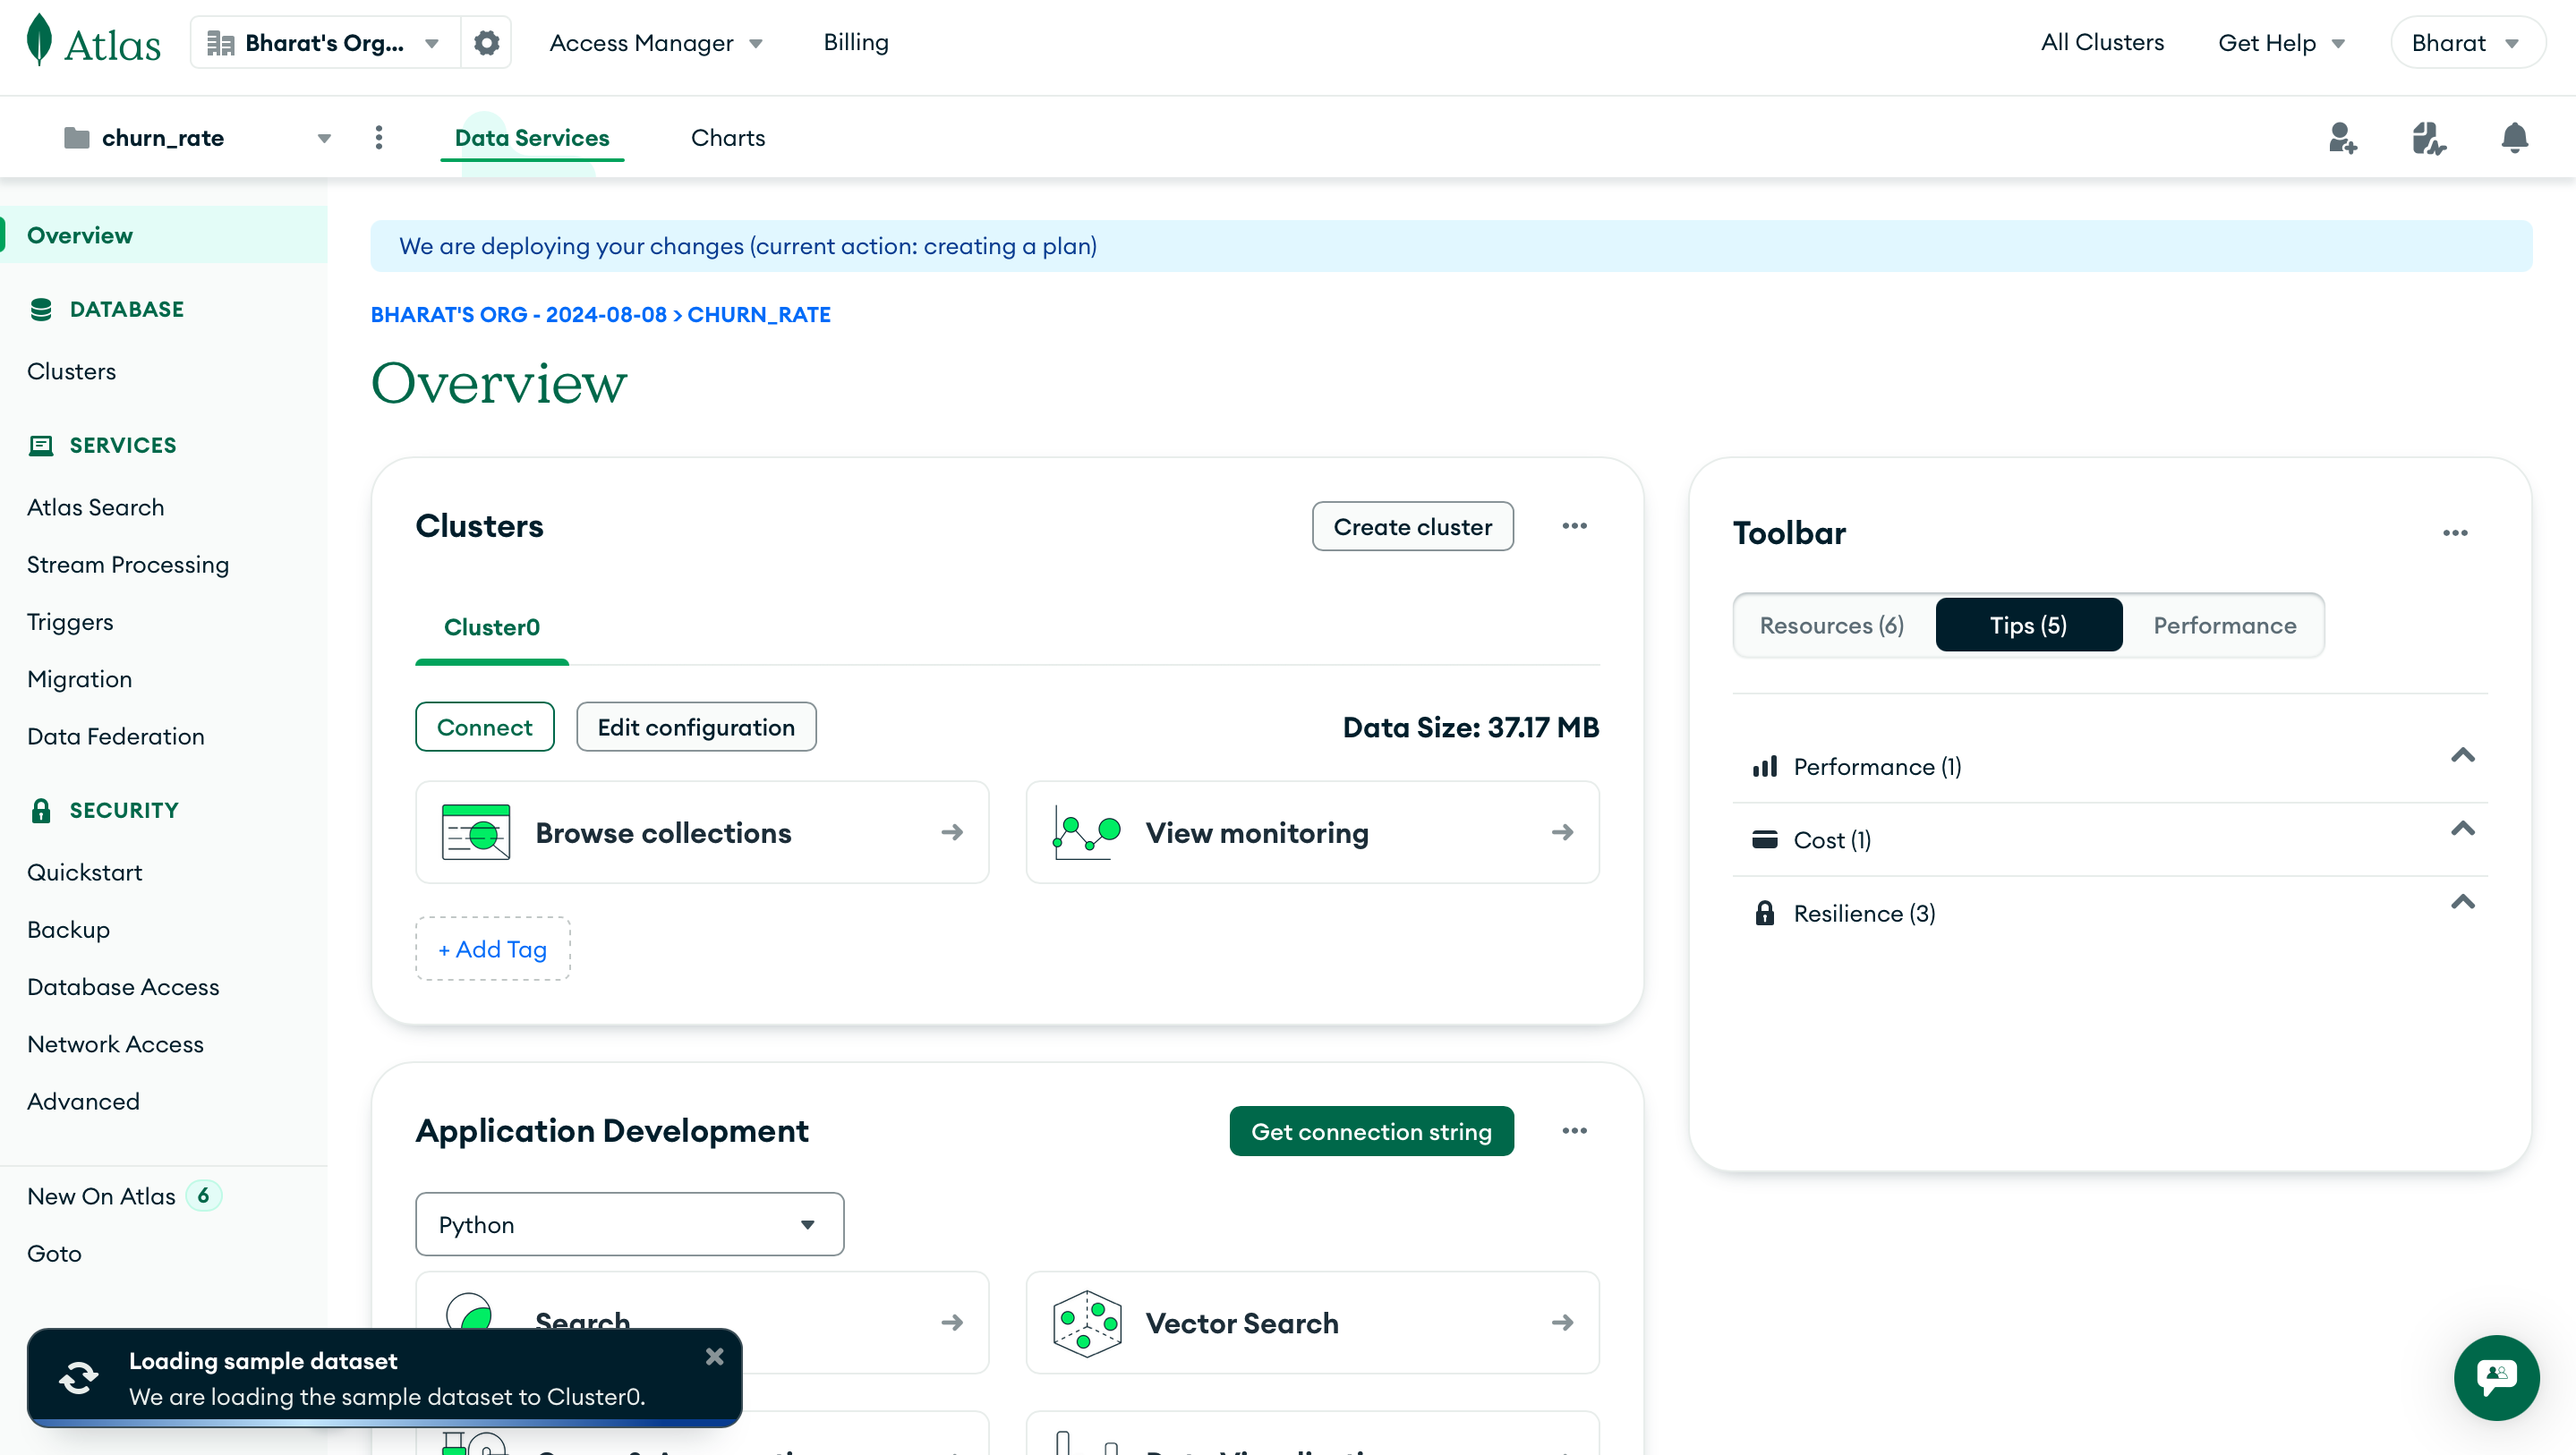 Atlas
Bharat's Org...
Access Manager
Billing
All Clusters
Get Help
Bharat
churn_rate
Data Services
Charts
Overview
DATABASE
Clusters
SERVICES
Atlas Search
Stream Processing
Triggers
Migration
Data Federation
SECURITY
Quickstart
Backup
Database Access
Network Access
Advanced
New On Atlas 6
Goto
We are deploying your changes (current action: creating a plan)
BHARAT'S ORG - 2024-08-08 > CHURN_RATE
Overview
Clusters
Create cluster
Cluster0
Connect
Edit configuration
Data Size: 37.17 MB
Browse collections
View monitoring
+ Add Tag
Toolbar
Resources (6)
Tips (5)
Performance
Performance (1)
Cost (1)
Resilience (3)
Application Development
Get connection string
Python
Search
Vector Search
Loading sample dataset
We are loading the sample dataset to Cluster0.